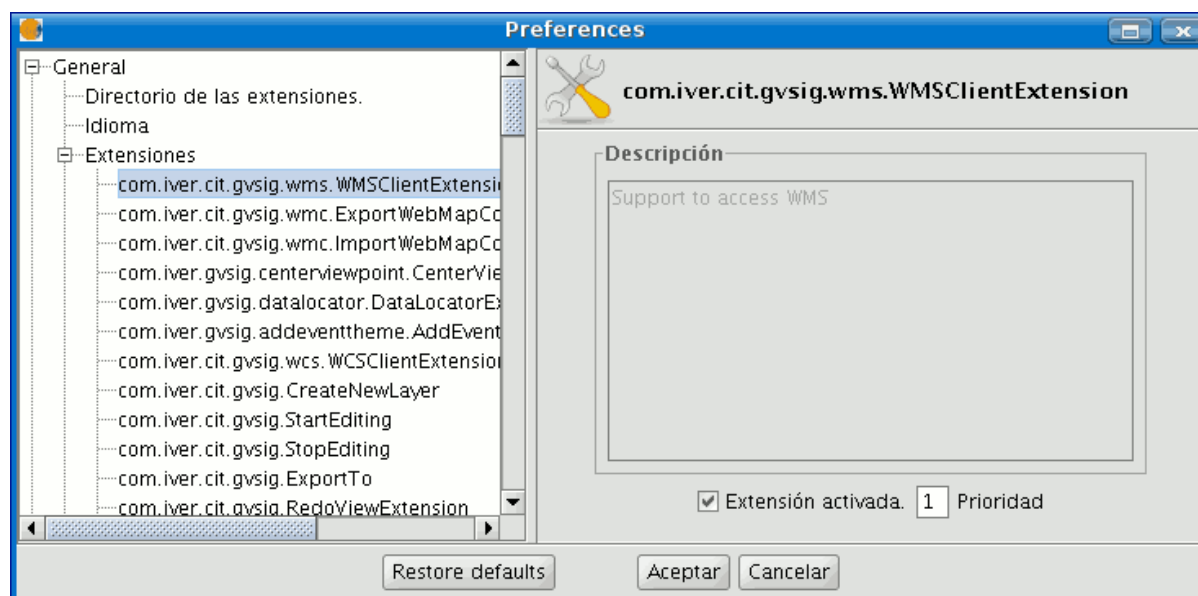 Preferences
General
Directorio de las extensiones.
Idioma
Extensiones
com.iver.cit.gvsig.wms.WMSClientExtensi
com.iver.cit.gvsig.wmc.ExportWebMapCo
com.iver.cit.gvsig.wmc.ImportWebMapCo
com.iver.gvsig.centerviewpoint.CenterVie
com.iver.gvsig.datalocator.DataLocatorEx
com.iver.gvsig.addeventtheme.AddEvent
com.iver.cit.gvsig.wcs.WCSClientExtension
com.iver.cit.gvsig.CreateNewLayer
com.iver.cit.gvsig.StartEditing
com.iver.cit.gvsig.StopEditing
com.iver.cit.gvsig.ExportTo
com.iver.cit.gvsig.RedoViewExtension
com.iver.cit.gvsig.wms.WMSClientExtension
Descripción
Support to access WMS
Extensión activada. 1 Prioridad
Restore defaults Aceptar Cancelar